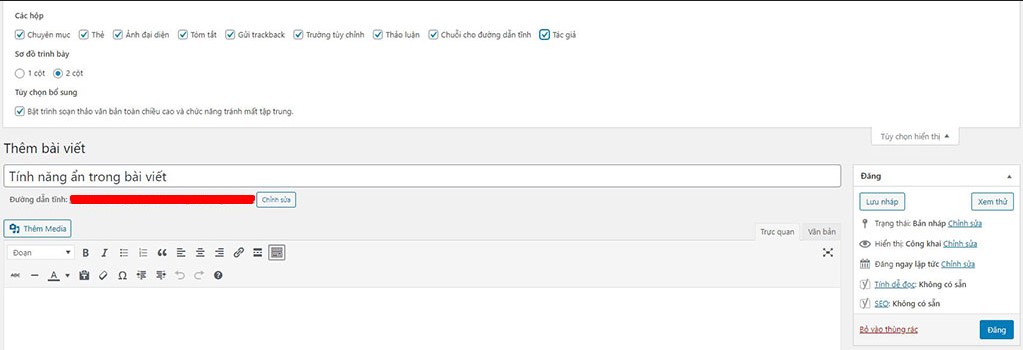 Các hộp
Chuyên mục Thẻ Ảnh đại diện Tóm tắt Gửi trackback Trường tùy chỉnh Thảo luận Chuỗi cho đường dẫn tĩnh Tác giả
Sơ đồ trình bày
1 cột 2 cột
Tùy chọn bổ sung
Bật trình soạn thảo văn bản toàn chiều cao và chức năng tránh mất tập trung.
Tùy chọn hiển thị
Thêm bài viết
Tính năng ẩn trong bài viết
Đường dẫn tĩnh: Chỉnh sửa
Thêm Media
Trực quan Văn bản
Đoạn B I
ABC A Ω
Đăng
Lưu nháp Xem thử
Trạng thái: Bản nháp Chỉnh sửa
Hiển thị: Công khai Chỉnh sửa
Đăng ngay lập tức Chỉnh sửa
Tính dễ đọc: Không có sẵn
SEO: Không có sẵn
Bỏ vào thùng rác Đăng